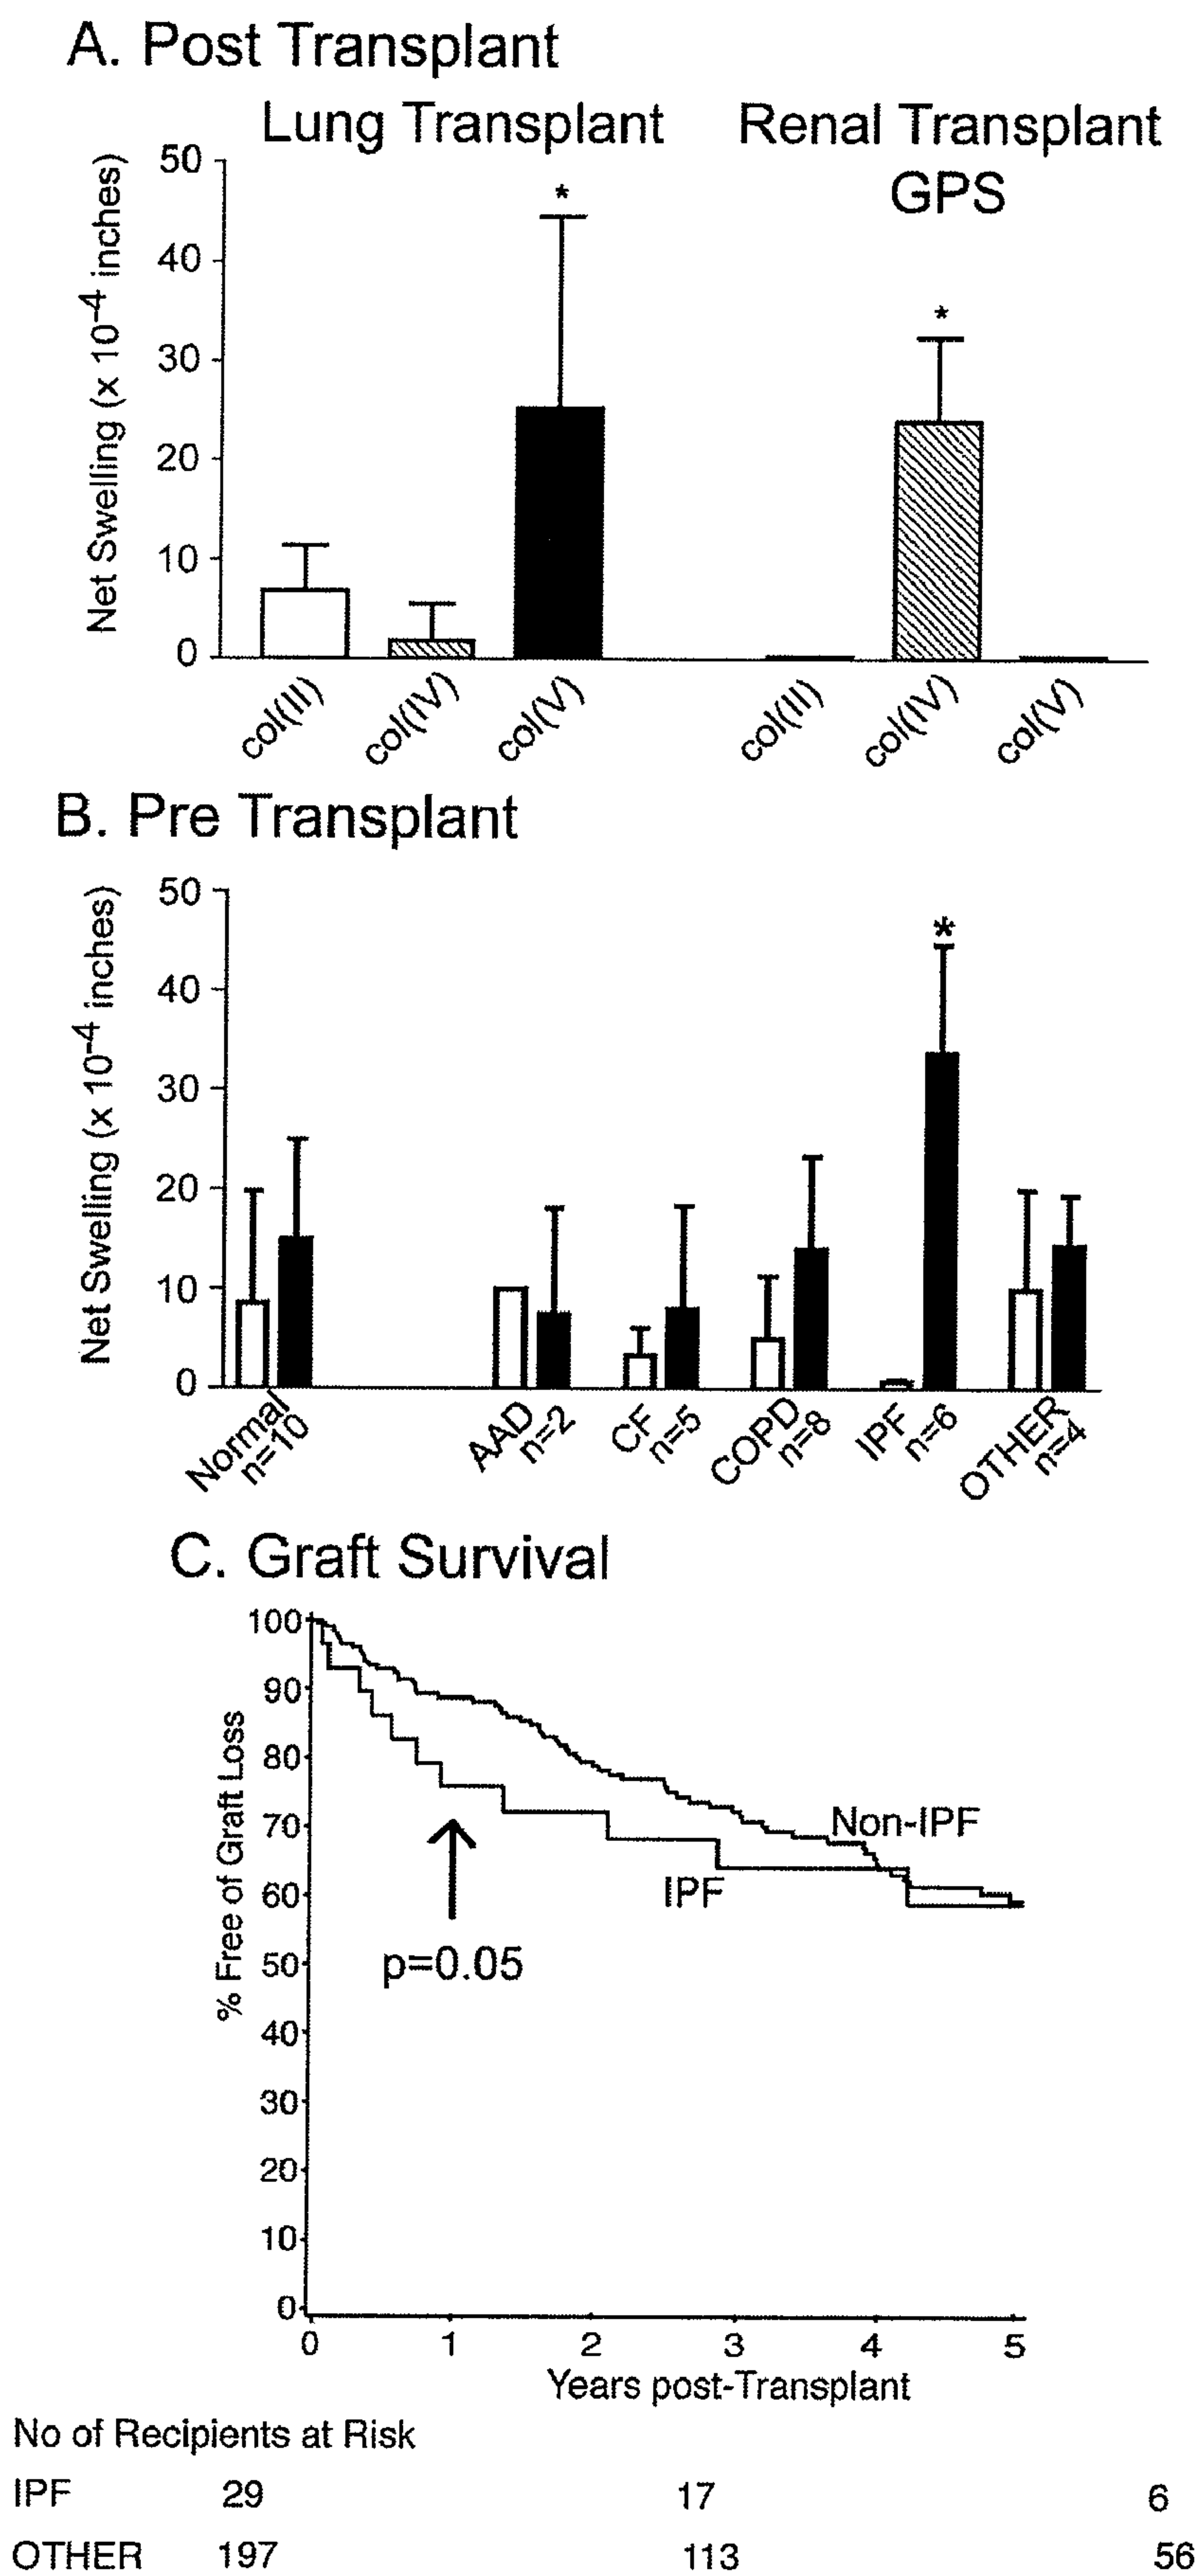 A. Post Transplant
Lung Transplant
Renal Transplant
GPS
Net Swelling (x 10⁻⁴ inches)
50
40
30
20
10
0
*
*
col(II)
col(IV)
col(V)
col(II)
col(IV)
col(V)
B. Pre Transplant
Net Swelling (x 10⁻⁴ inches)
50
40
30
20
10
0
*
Normal
n=10
AAD
n=2
CF
n=5
COPD
n=8
IPF
n=6
OTHER
n=4
C. Graft Survival
% Free of Graft Loss
100
90
80
70
60
50
40
30
20
10
0
Non-IPF
IPF
p=0.05
0 1 2 3 4 5
Years post-Transplant
No of Recipients at Risk
IPF 29 17 6
OTHER 197 113 56